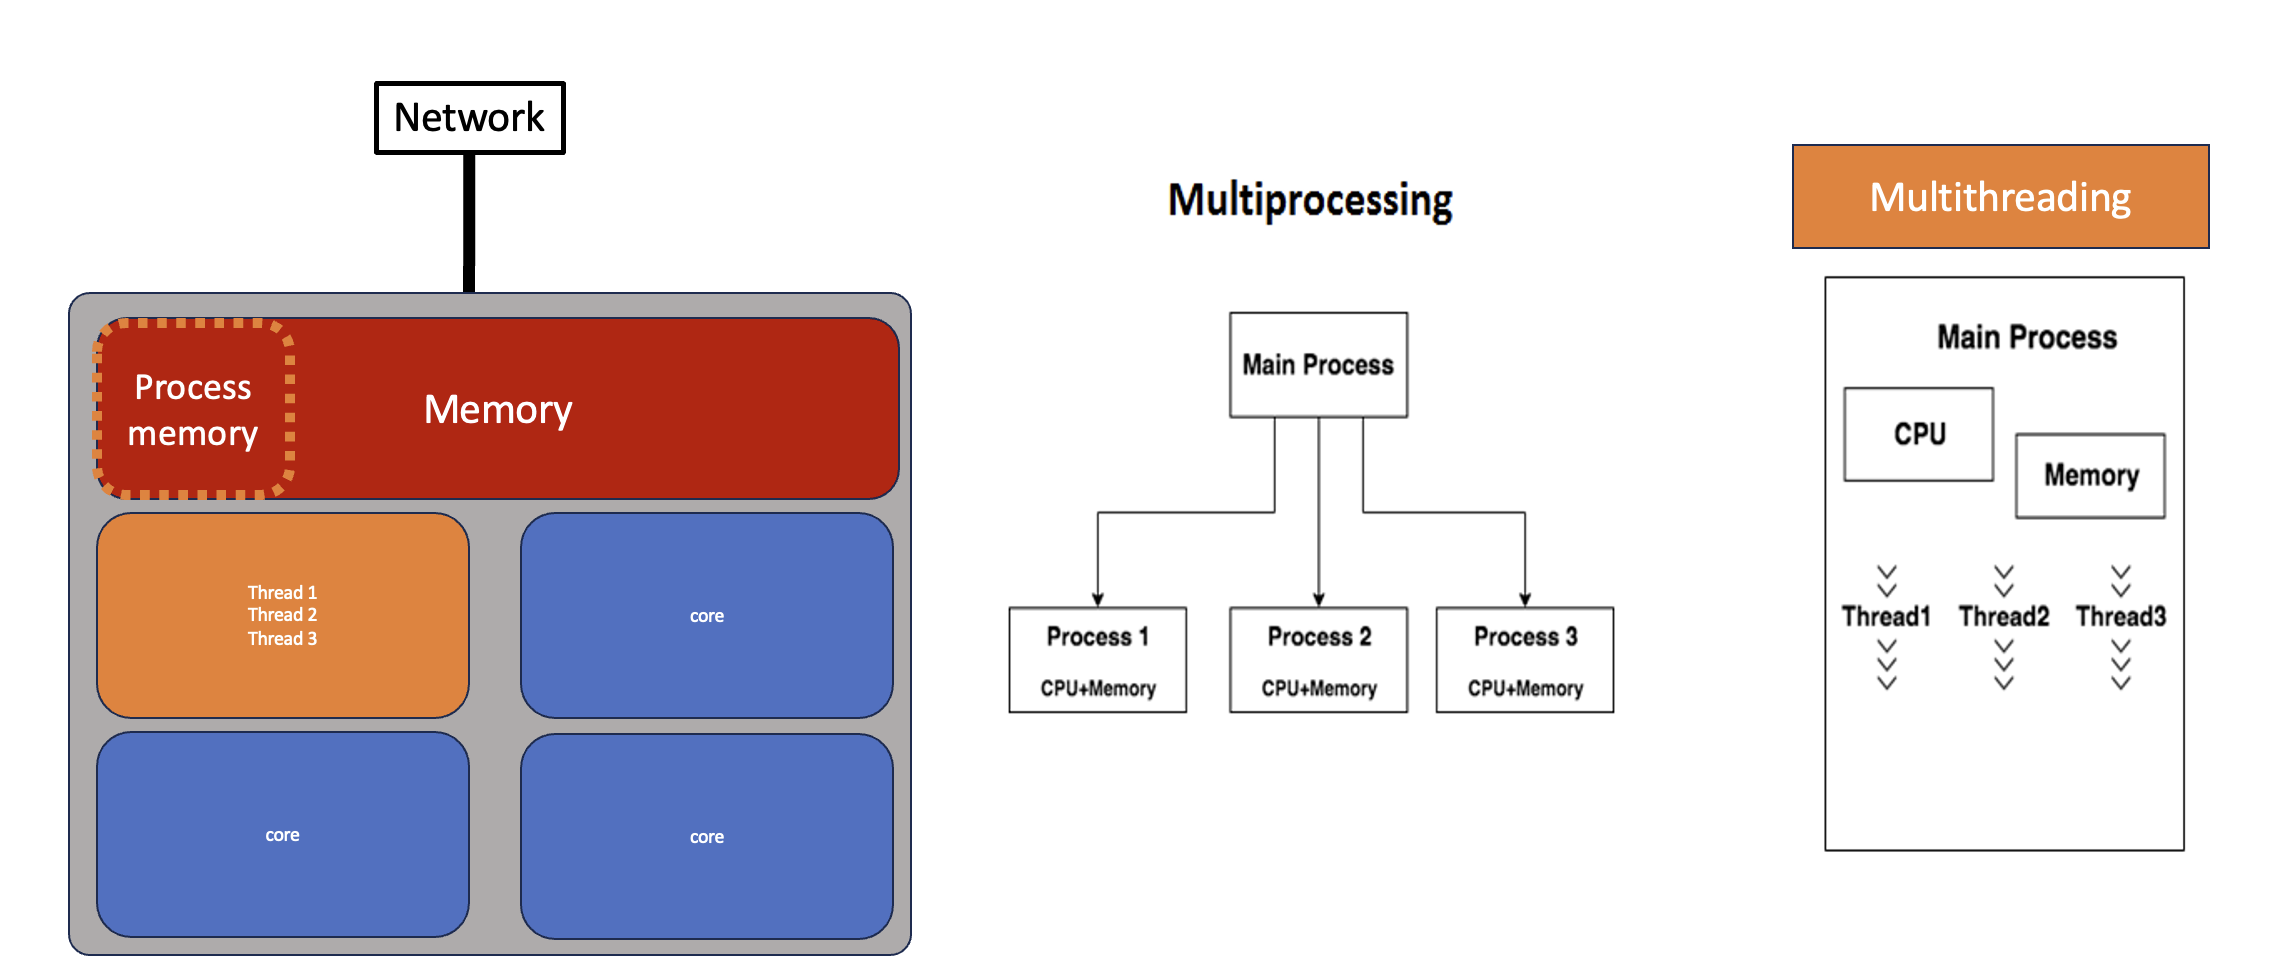 Network
Process
memory
Memory
Thread 1
Thread 2
Thread 3
core
core
core
Multiprocessing
Main Process
Process 1
CPU+Memory
Process 2
CPU+Memory
Process 3
CPU+Memory
Multithreading
Main Process
CPU
Memory
Thread1
Thread2
Thread3